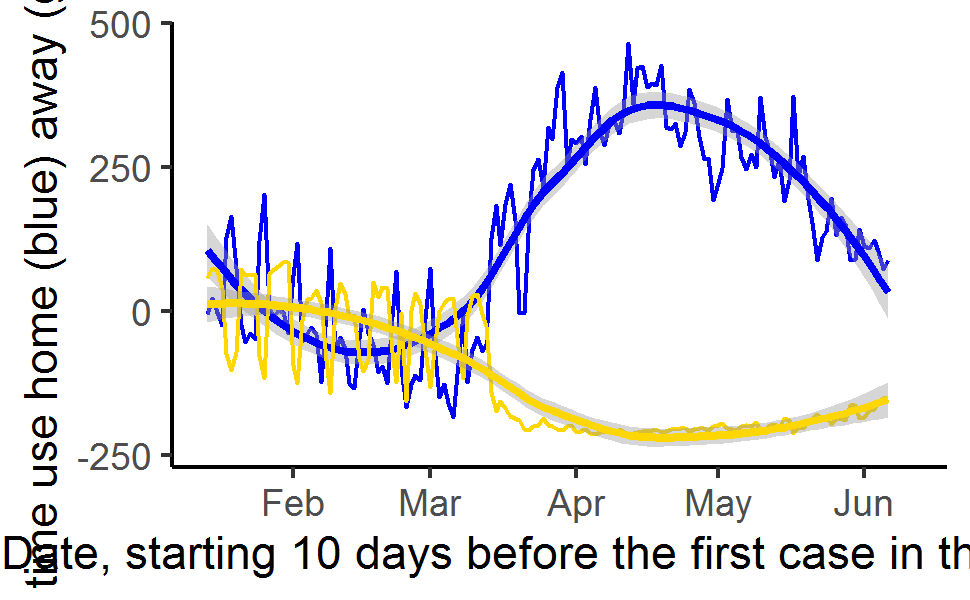 500
250
0
-250
time use home (blue) away (
Feb Mar Apr May Jun
Date, starting 10 days before the first case in th